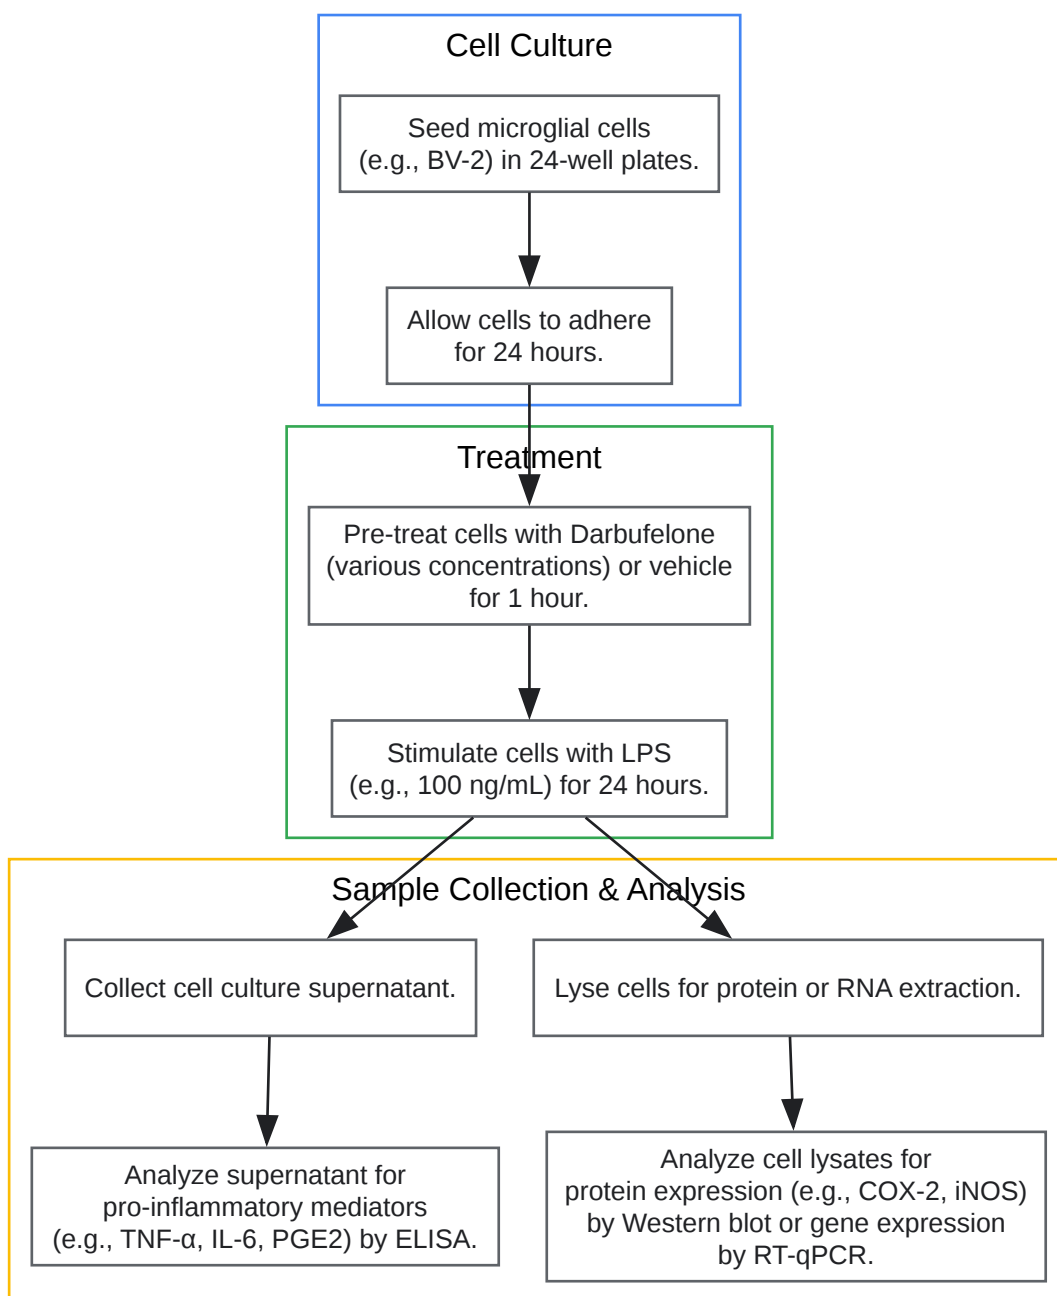 Cell Culture
Seed microglial cells
(e.g., BV-2) in 24-well plates.
Allow cells to adhere
for 24 hours.
Treatment
Pre-treat cells with Darbufelone
(various concentrations) or vehicle
for 1 hour.
Stimulate cells with LPS
(e.g., 100 ng/mL) for 24 hours.
Sample Collection & Analysis
Collect cell culture supernatant.
Lyse cells for protein or RNA extraction.
Analyze supernatant for
pro-inflammatory mediators
(e.g., TNF-α, IL-6, PGE2) by ELISA.
Analyze cell lysates for
protein expression (e.g., COX-2, iNOS)
by Western blot or gene expression
by RT-qPCR.